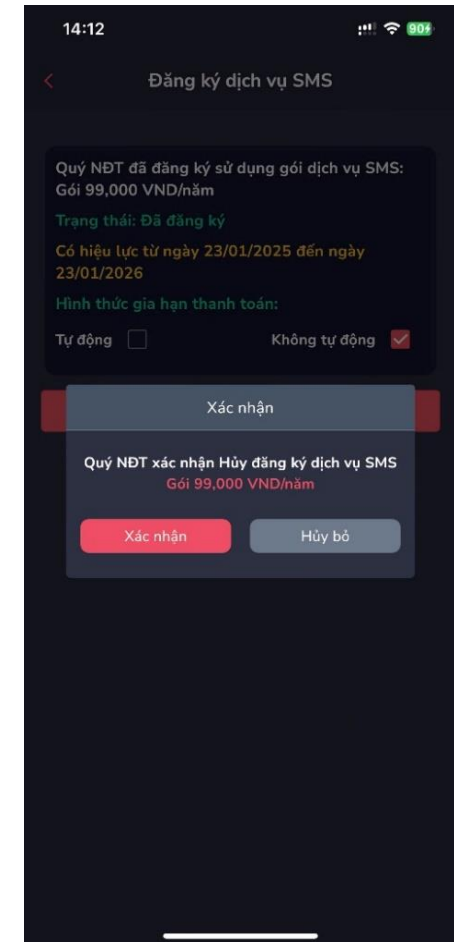 14:12
90
Đăng ký dịch vụ SMS
Quý NĐT đã đăng ký sử dụng gói dịch vụ SMS:
Gói 99,000 VND/năm
Trạng thái: Đã đăng ký
Có hiệu lực từ ngày 23/01/2025 đến ngày
23/01/2026
Hình thức gia hạn thanh toán:
Tự động Không tự động
Xác nhận
Quý NĐT xác nhận Hủy đăng ký dịch vụ SMS
Gói 99,000 VND/năm
Xác nhận Hủy bỏ